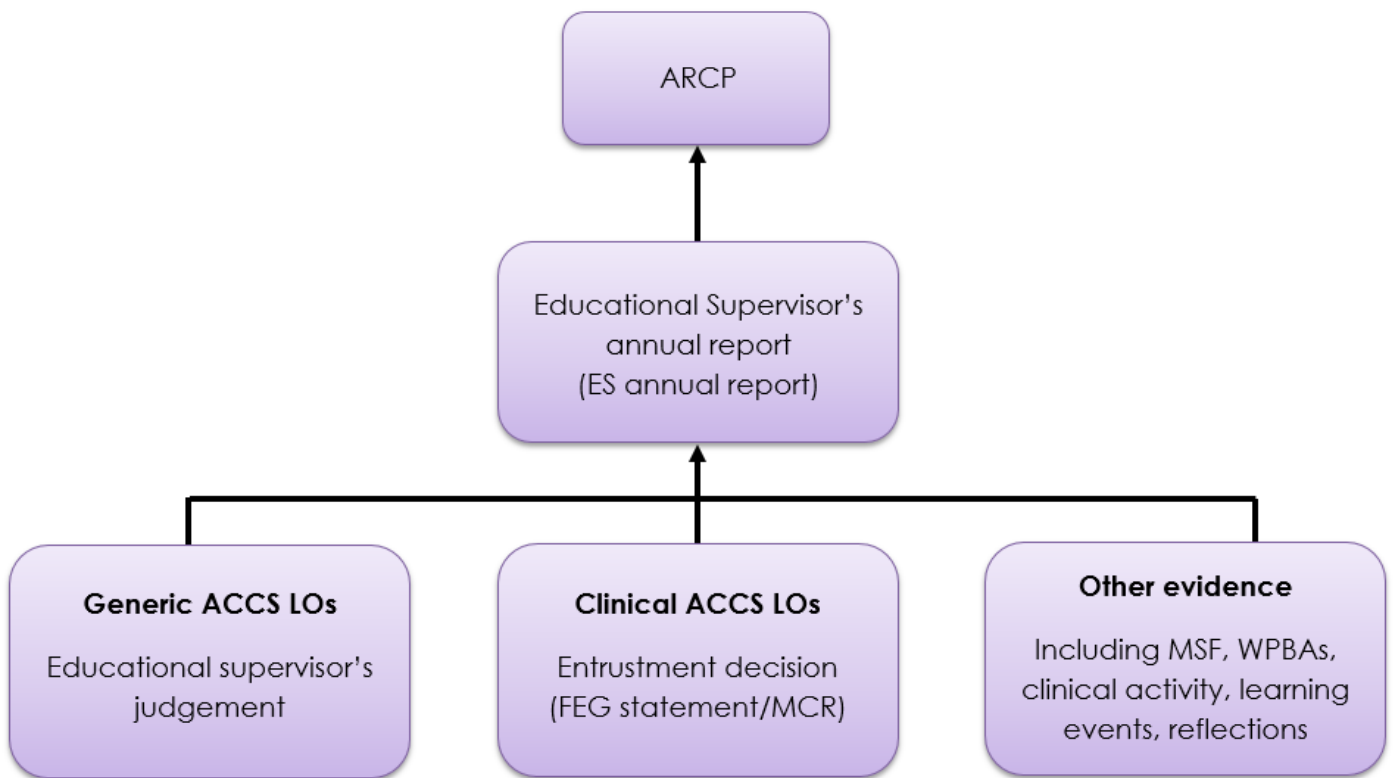 ARCP
Educational Supervisor’s
annual report
(ES annual report)
Generic ACCS LOs
Educational supervisor’s
judgement
Clinical ACCS LOs
Entrustment decision
(FEG statement/MCR)
Other evidence
Including MSF, WPBAs,
clinical activity, learning
events, reflections